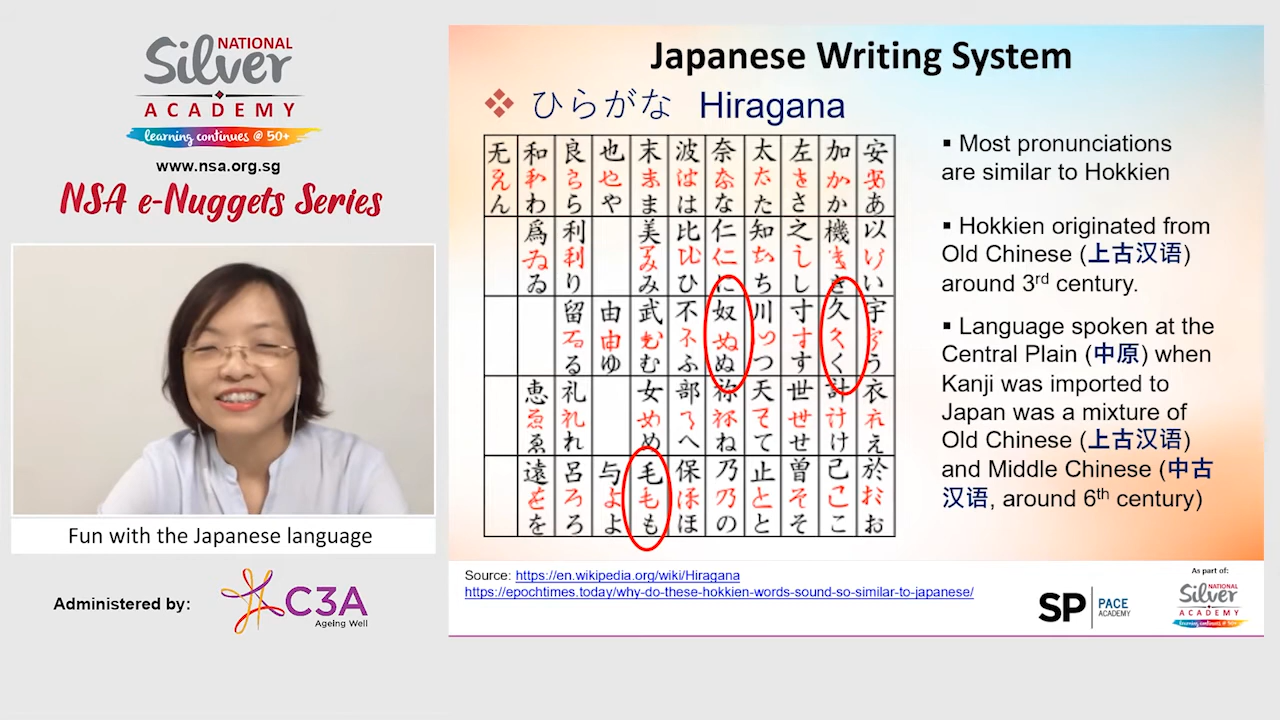 NATIONAL
Silver
ACADEMY
learning continues @ 50+
www.nsa.org.sg
NSA e-Nuggets Series
Fun with the Japanese language
Administered by:
C3A
Ageing Well
Japanese Writing System
❖ ひらがな Hiragana
无 和 良 也 末 波 奈 太 左 加 安
ん わ ら や ま は な た さ か あ
爲 利 美 比 仁 知 之 機 以
ゐ り み ひ に ち し き い
留 由 武 不 奴 川 寸 久 宇
る ゆ む ふ ぬ つ す く う
恵 礼 女 部 祢 天 世 計 衣
ゑ れ め へ ね て せ け え
遠 呂 与 毛 保 乃 止 曽 己 於
を ろ よ も ほ の と そ こ お
▪ Most pronunciations
are similar to Hokkien
▪ Hokkien originated from
Old Chinese (上古汉语)
around 3rd century.
▪ Language spoken at the
Central Plain (中原) when
Kanji was imported to
Japan was a mixture of
Old Chinese (上古汉语)
and Middle Chinese (中古
汉语, around 6th century)
Source: https://en.wikipedia.org/wiki/Hiragana
https://epochtimes.today/why-do-these-hokkien-words-sound-so-similar-to-japanese/
SP PACE
ACADEMY
As part of:
NATIONAL
Silver
ACADEMY
learning continues @ 50+